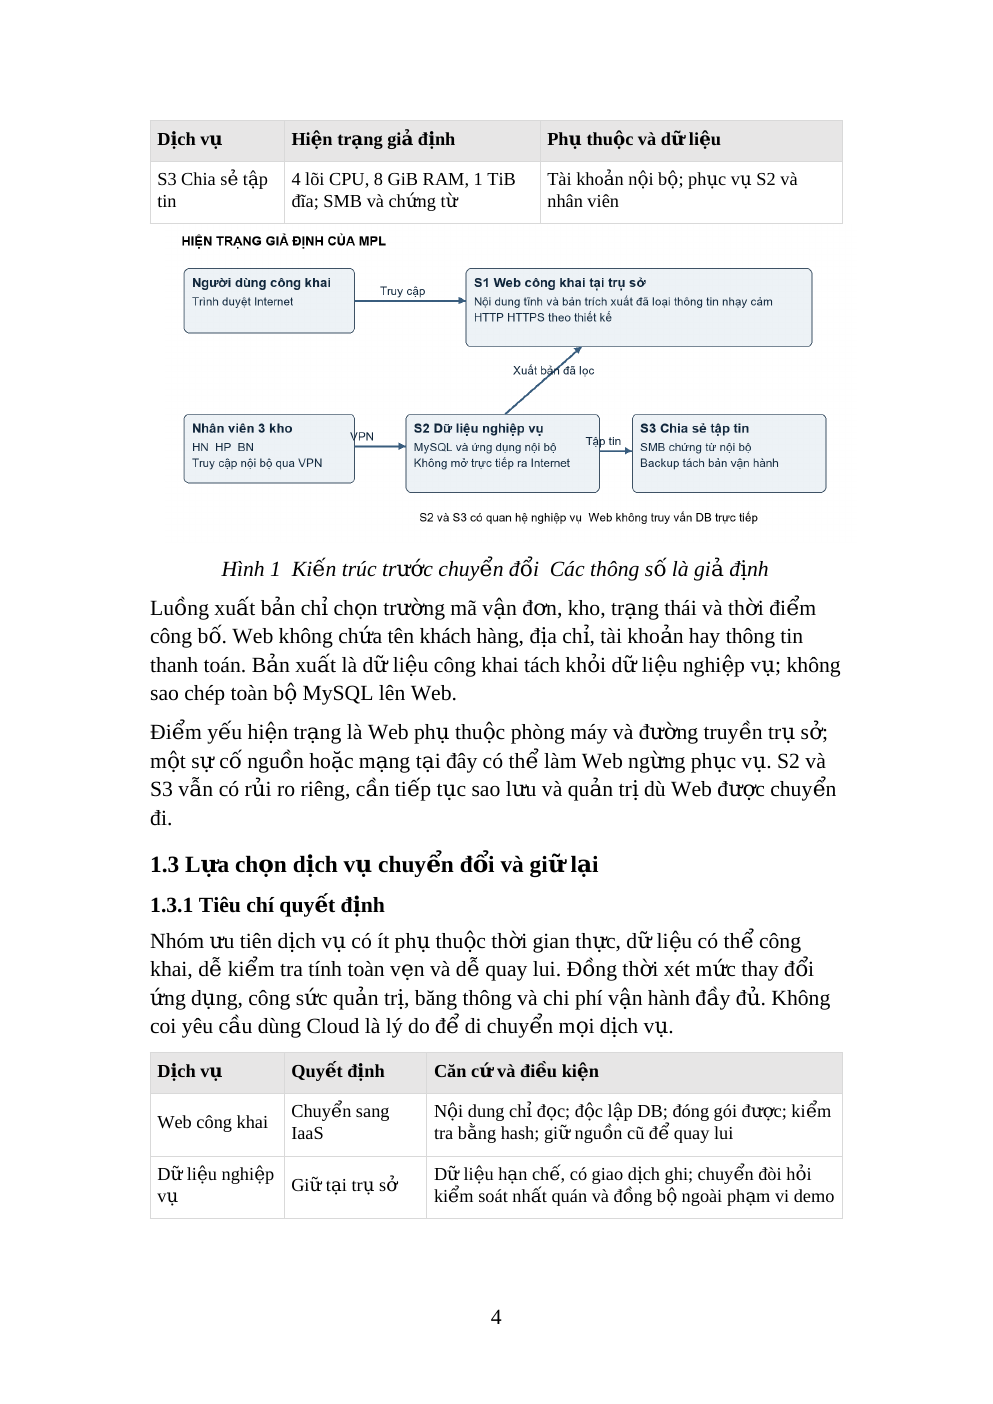 Dịch vụ
Hiện trạng giả định
Phụ thuộc và dữ liệu
S3 Chia sẻ tập
tin
4 lõi CPU, 8 GiB RAM, 1 TiB
đĩa; SMB và chứng từ
Tài khoản nội bộ; phục vụ S2 và
nhân viên
HIỆN TRẠNG GIẢ ĐỊNH CỦA MPL
Người dùng công khai
Trình duyệt Internet
Truy cập
S1 Web công khai tại trụ sở
Nội dung tĩnh và bản trích xuất đã loại thông tin nhạy cảm
HTTP HTTPS theo thiết kế
Xuất bản đã lọc
Nhân viên 3 kho
HN HP BN
Truy cập nội bộ qua VPN
VPN
S2 Dữ liệu nghiệp vụ
MySQL và ứng dụng nội bộ
Không mở trực tiếp ra Internet
Tập tin
S3 Chia sẻ tập tin
SMB chứng từ nội bộ
Backup tách bản vận hành
S2 và S3 có quan hệ nghiệp vụ Web không truy vấn DB trực tiếp
Hình 1 Kiến trúc trước chuyển đổi Các thông số là giả định
Luồng xuất bản chỉ chọn trường mã vận đơn, kho, trạng thái và thời điểm
công bố. Web không chứa tên khách hàng, địa chỉ, tài khoản hay thông tin
thanh toán. Bản xuất là dữ liệu công khai tách khỏi dữ liệu nghiệp vụ; không
sao chép toàn bộ MySQL lên Web.
Điểm yếu hiện trạng là Web phụ thuộc phòng máy và đường truyền trụ sở;
một sự cố nguồn hoặc mạng tại đây có thể làm Web ngừng phục vụ. S2 và
S3 vẫn có rủi ro riêng, cần tiếp tục sao lưu và quản trị dù Web được chuyển
đi.
1.3 Lựa chọn dịch vụ chuyển đổi và giữ lại
1.3.1 Tiêu chí quyết định
Nhóm ưu tiên dịch vụ có ít phụ thuộc thời gian thực, dữ liệu có thể công
khai, dễ kiểm tra tính toàn vẹn và dễ quay lui. Đồng thời xét mức thay đổi
ứng dụng, công sức quản trị, băng thông và chi phí vận hành đầy đủ. Không
coi yêu cầu dùng Cloud là lý do để di chuyển mọi dịch vụ.
Dịch vụ
Quyết định
Căn cứ và điều kiện
Web công khai
Chuyển sang
IaaS
Nội dung chỉ đọc; độc lập DB; đóng gói được; kiểm
tra bằng hash; giữ nguồn cũ để quay lui
Dữ liệu nghiệp
vụ
Giữ tại trụ sở
Dữ liệu hạn chế, có giao dịch ghi; chuyển đòi hỏi
kiểm soát nhất quán và đồng bộ ngoài phạm vi demo
4